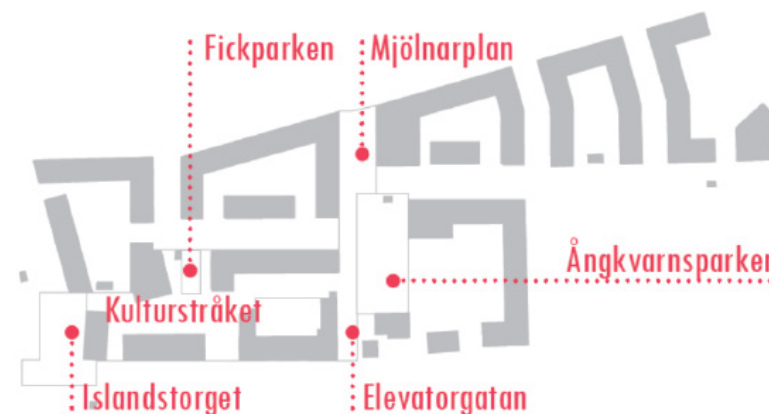 Fickparken
Mjölnarplan
Ångkvarnsparken
Kulturstråket
Islandstorget
Elevatorgatan